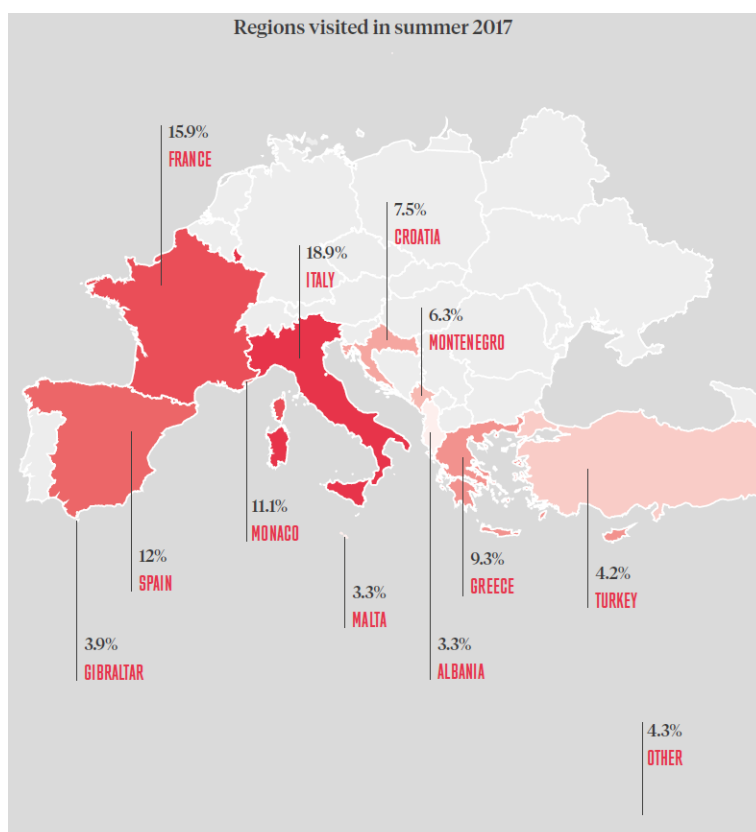 Regions visited in summer 2017
15.9%
FRANCE
7.5%
CROATIA
18.9%
ITALY
6.3%
MONTENEGRO
11.1%
MONACO
12%
SPAIN
9.3%
GREECE
4.2%
TURKEY
3.3%
MALTA
3.9%
GIBRALTAR
3.3%
ALBANIA
4.3%
OTHER